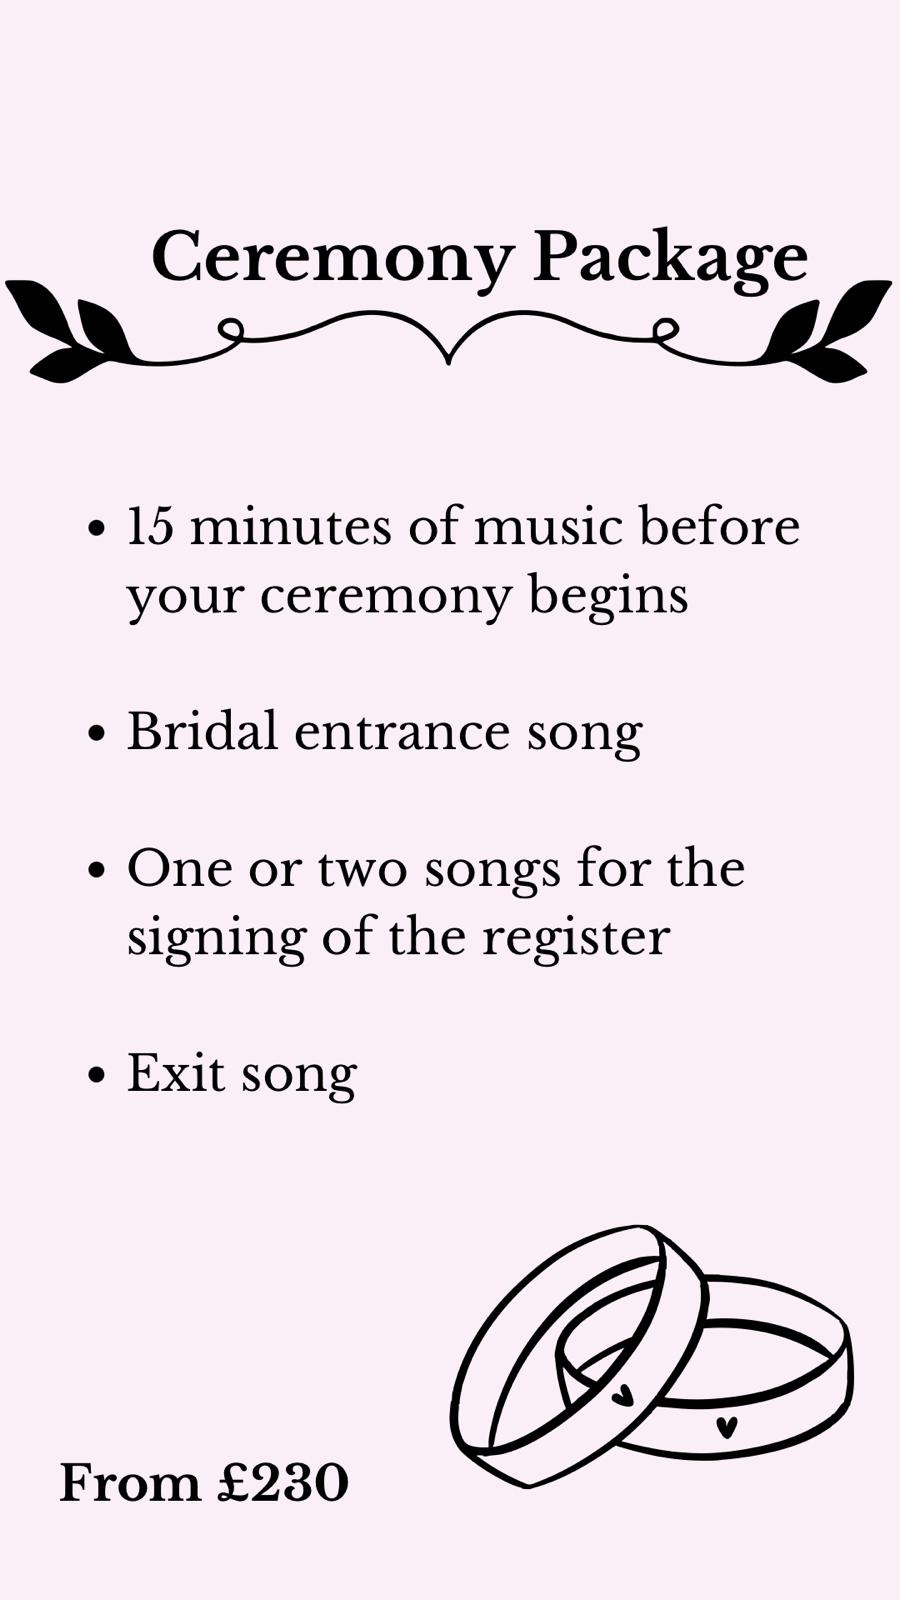 Ceremony Package
• 15 minutes of music before
your ceremony begins
• Bridal entrance song
• One or two songs for the
signing of the register
• Exit song
From £230